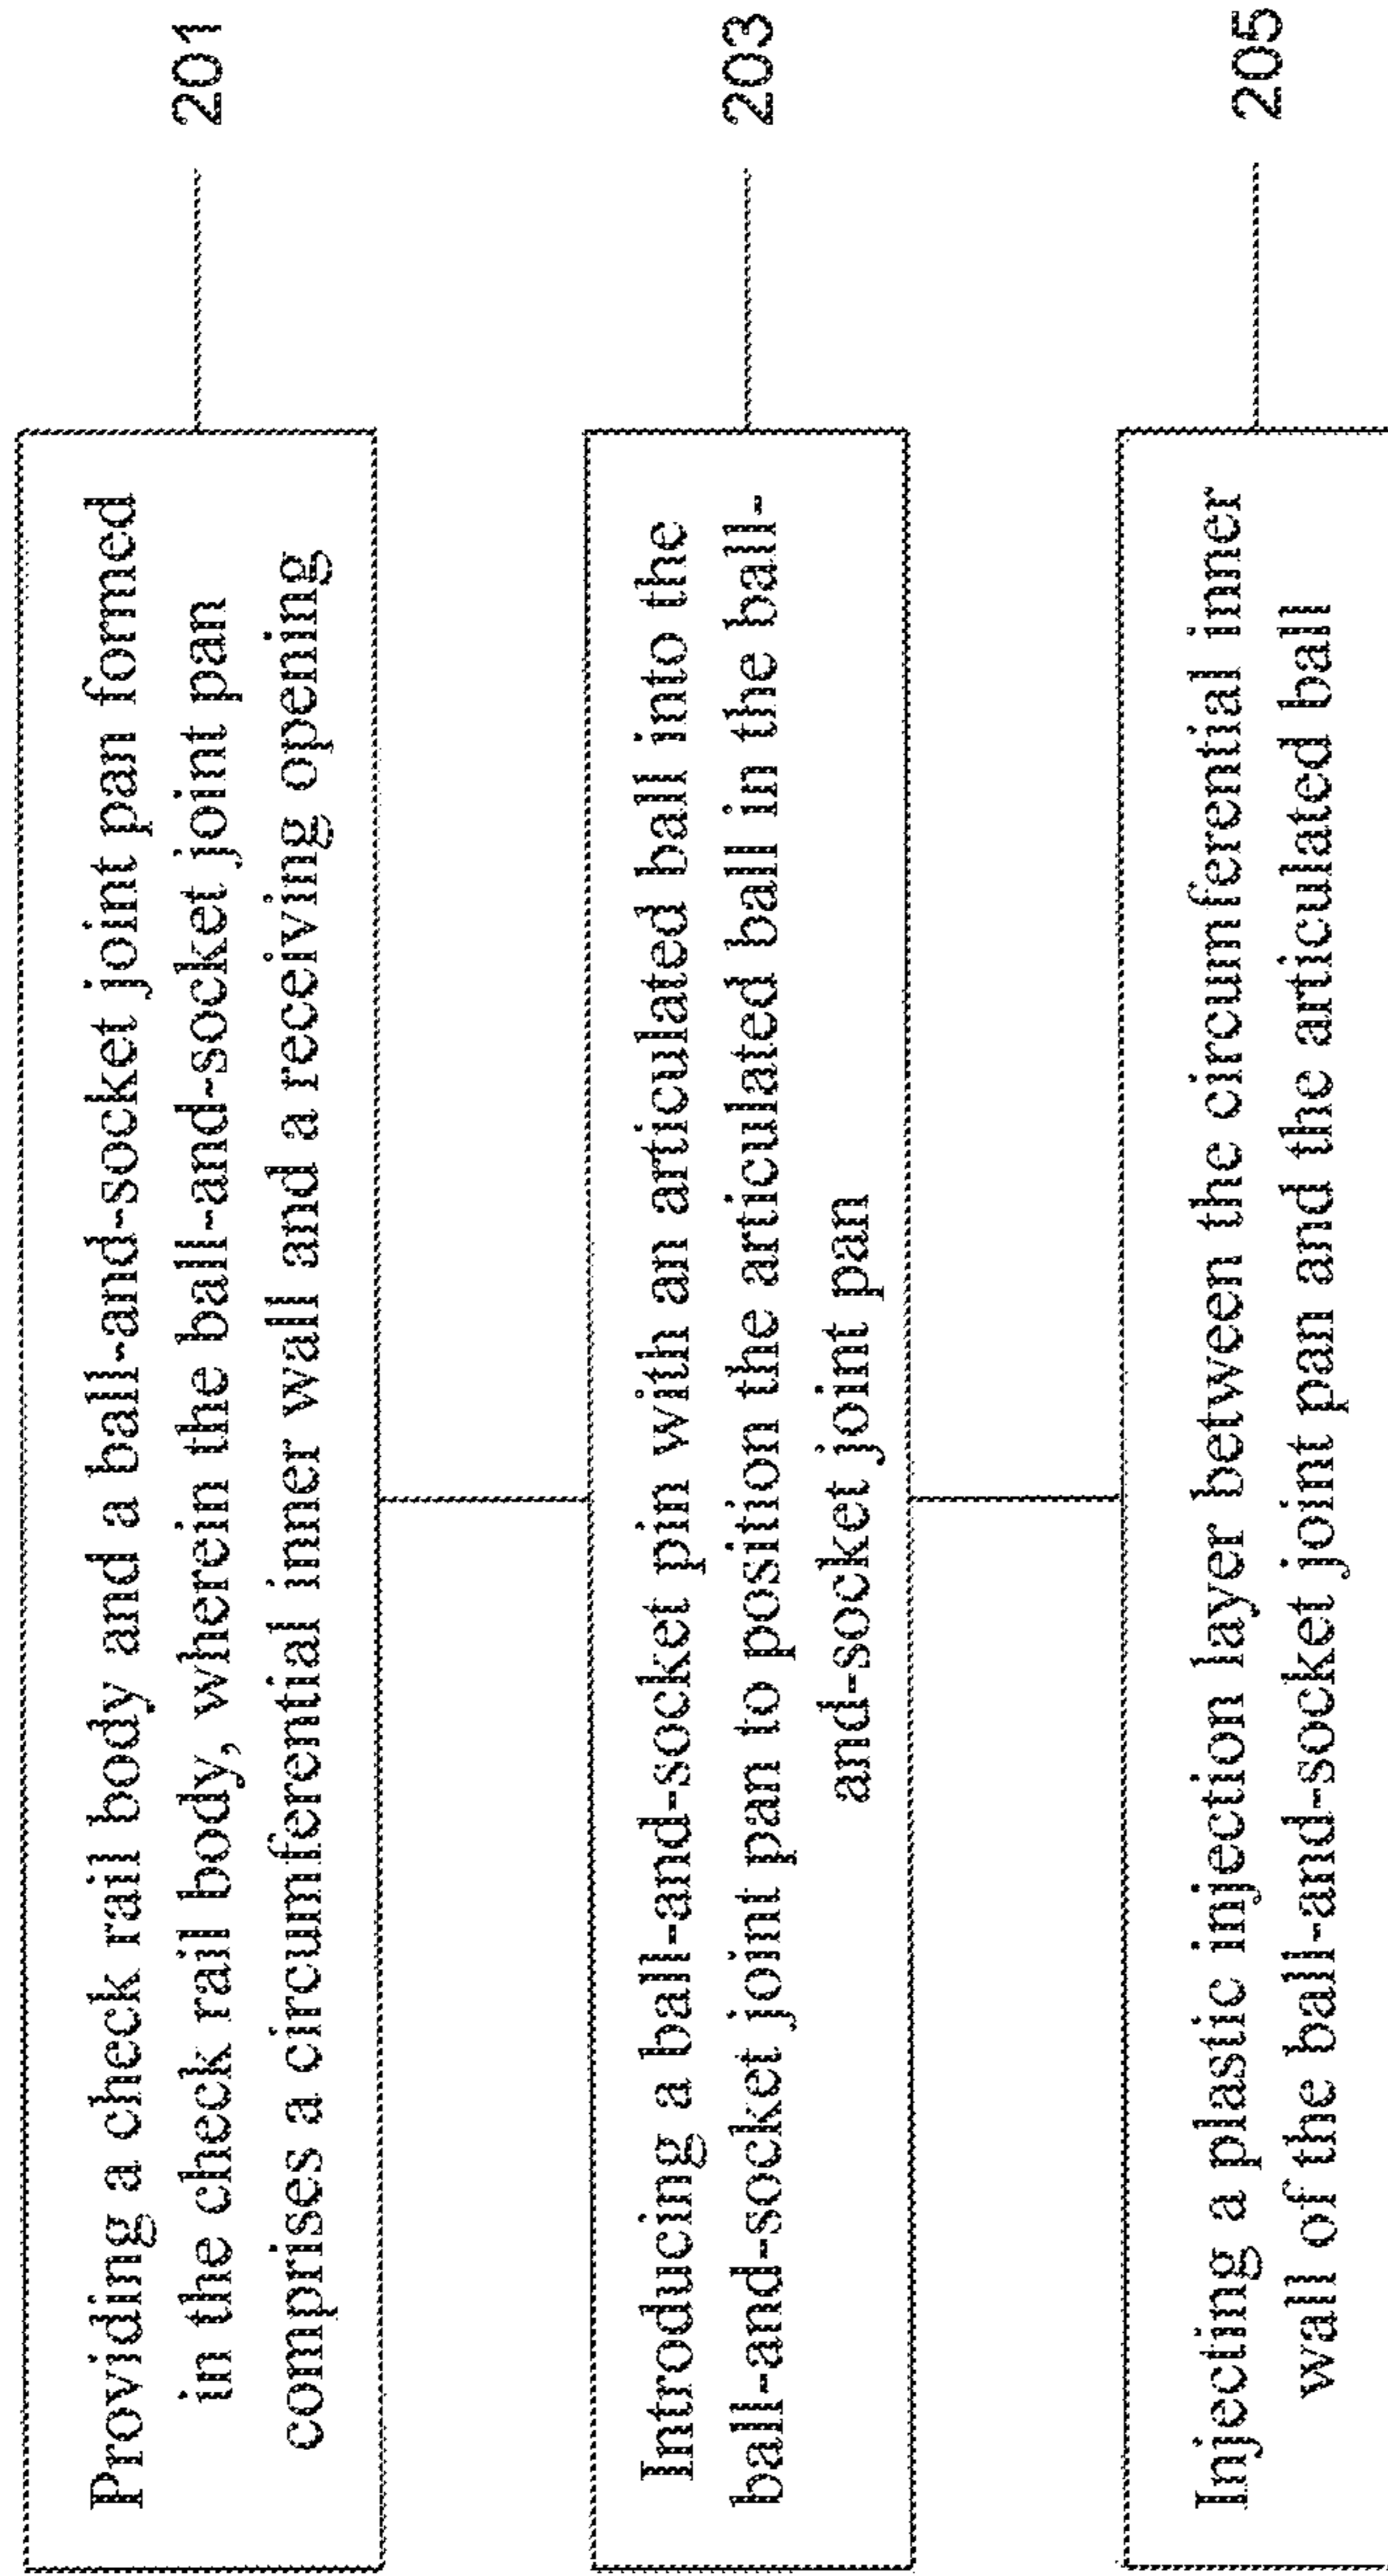 Providing a check rail body and a ball-and-socket joint pan formed
in the check rail body, wherein the ball-and-socket joint pan
comprises a circumferential inner wall and a receiving opening
201
Introducing a ball-and-socket pin with an articulated ball into the
ball-and-socket joint pan to position the articulated ball in the ball-
and-socket joint pan
203
Injecting a plastic injection layer between the circumferential inner
wall of the ball-and-socket joint pan and the articulated ball
205